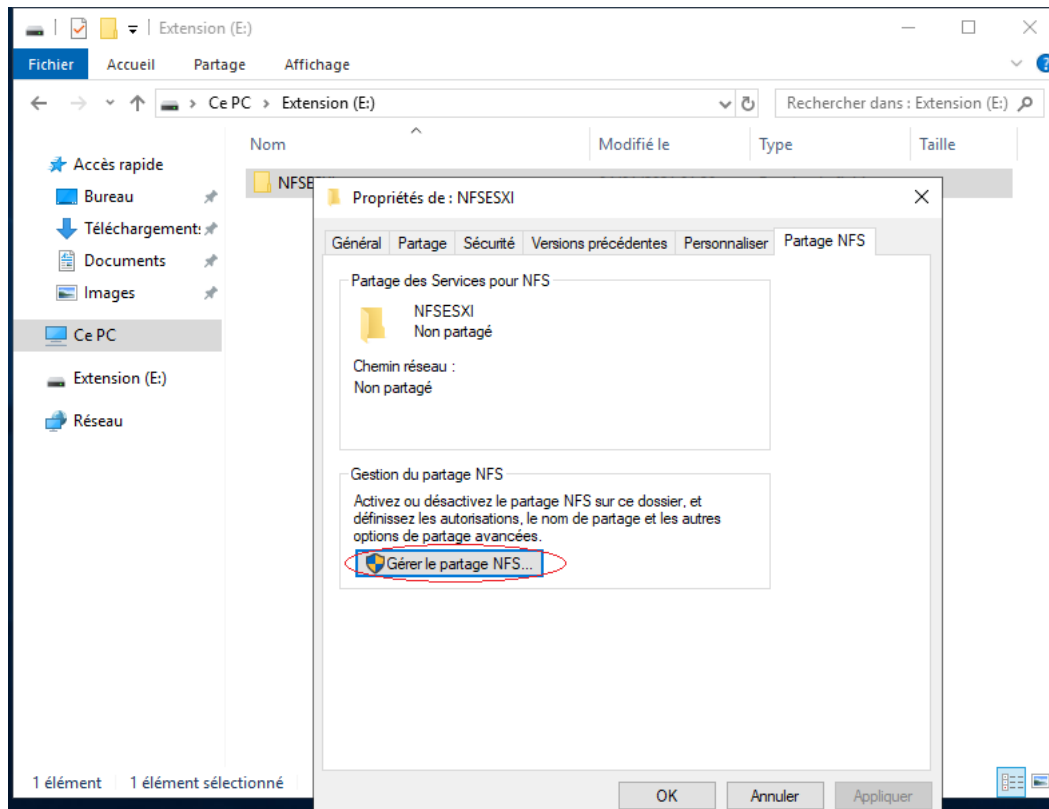 Extension (E:)
Fichier Accueil Partage Affichage
Ce PC > Extension (E:)
Rechercher dans : Extension (E:)
Nom Modifié le Type Taille
Accès rapide
Bureau
Téléchargements
Documents
Images
Ce PC
Extension (E:)
Réseau
Propriétés de : NFSESXI
Général Partage Sécurité Versions précédentes Personnaliser Partage NFS
Partage des Services pour NFS
NFSESXI
Non partagé
Chemin réseau :
Non partagé
Gestion du partage NFS
Activez ou désactivez le partage NFS sur ce dossier, et
définissez les autorisations, le nom de partage et les autres
options de partage avancées.
Gérer le partage NFS...
OK Annuler Appliquer
1 élément 1 élément sélectionné